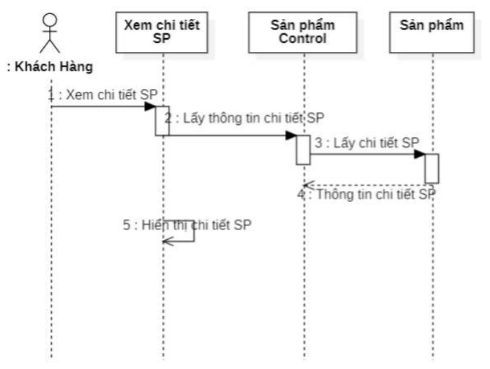 Xem chi tiết
SP
Sản phẩm
Control
Sản phẩm
: Khách Hàng
1 : Xem chi tiết SP
2 : Lấy thông tin chi tiết SP
3 : Lấy chi tiết SP
4 : Thông tin chi tiết SP
5 : Hiển thị chi tiết SP